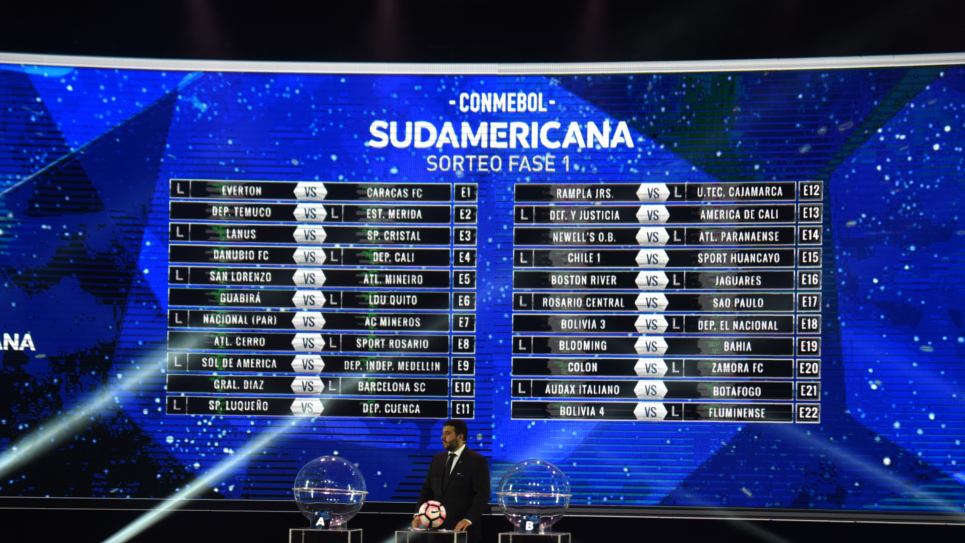 - CONMEBOL -
SUDAMERICANA
SORTEO FASE 1
L EVERTON VS CARACAS FC E1
DEP. TEMUCO VS L EST. MERIDA E2
L LANUS VS SP. CRISTAL E3
DANUBIO FC VS L DEP. CALI E4
L SAN LORENZO VS ATL. MINEIRO E5
GUABIRÁ VS L LDU QUITO E6
L NACIONAL (PAR) VS AC MINEROS E7
ATL. CERRO VS L SPORT ROSARIO E8
L SOL DE AMERICA VS DEP. INDEP. MEDELLIN E9
GRAL. DIAZ VS L BARCELONA SC E10
L SP. LUQUEÑO VS DEP. CUENCA E11
RAMPLA JRS. VS L U.TEC. CAJAMARCA E12
L DEF. Y JUSTICIA VS AMERICA DE CALI E13
NEWELL'S O.B. VS L ATL. PARANAENSE E14
L CHILE 1 VS SPORT HUANCAYO E15
BOSTON RIVER VS L JAGUARES E16
L ROSARIO CENTRAL VS SAO PAULO E17
BOLIVIA 3 VS L DEP. EL NACIONAL E18
L BLOOMING VS BAHIA E19
COLON VS L ZAMORA FC E20
L AUDAX ITALIANO VS BOTAFOGO E21
BOLIVIA 4 VS L FLUMINENSE E22
ANA
A
B